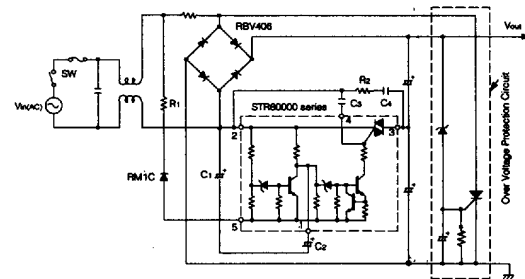 RBV406
Vout
SW
Vin(AC)
R1
R2
C3
C4
STR80000 series
4
2
3
C1
RM1C
5
1
C2
Over Voltage Protection Circuit